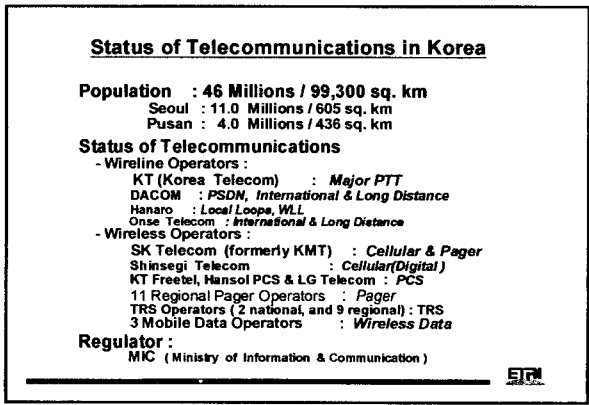 Status of Telecommunications in Korea
Population : 46 Millions / 99,300 sq. km
Seoul : 11.0 Millions / 605 sq. km
Pusan : 4.0 Millions / 436 sq. km
Status of Telecommunications
- Wireline Operators :
KT (Korea Telecom) : Major PTT
DACOM : PSDN, International & Long Distance
Hanaro : Local Loops, WLL
Onse Telecom : International & Long Distance
- Wireless Operators :
SK Telecom (formerly KMT) : Cellular & Pager
Shinsegi Telecom : Cellular(Digital)
KT Freetel, Hansol PCS & LG Telecom : PCS
11 Regional Pager Operators : Pager
TRS Operators ( 2 national, and 9 regional) : TRS
3 Mobile Data Operators : Wireless Data
Regulator :
MIC ( Ministry of Information & Communication )